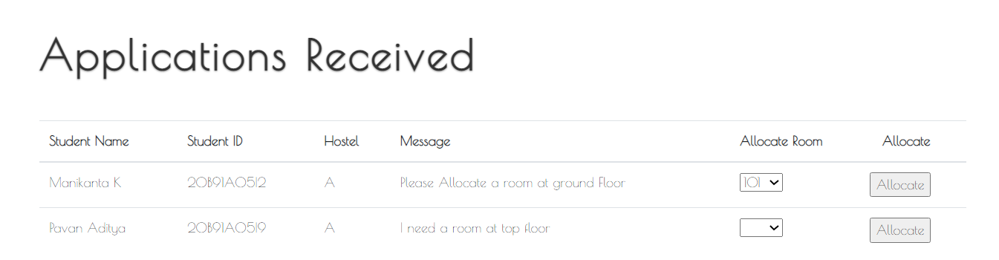 Applications Received
Student Name Student ID Hostel Message Allocate Room Allocate
Manikanta K 20B91A0512 A Please Allocate a room at ground Floor 101 Allocate
Pavan Aditya 20B91A0519 A I need a room at top floor Allocate